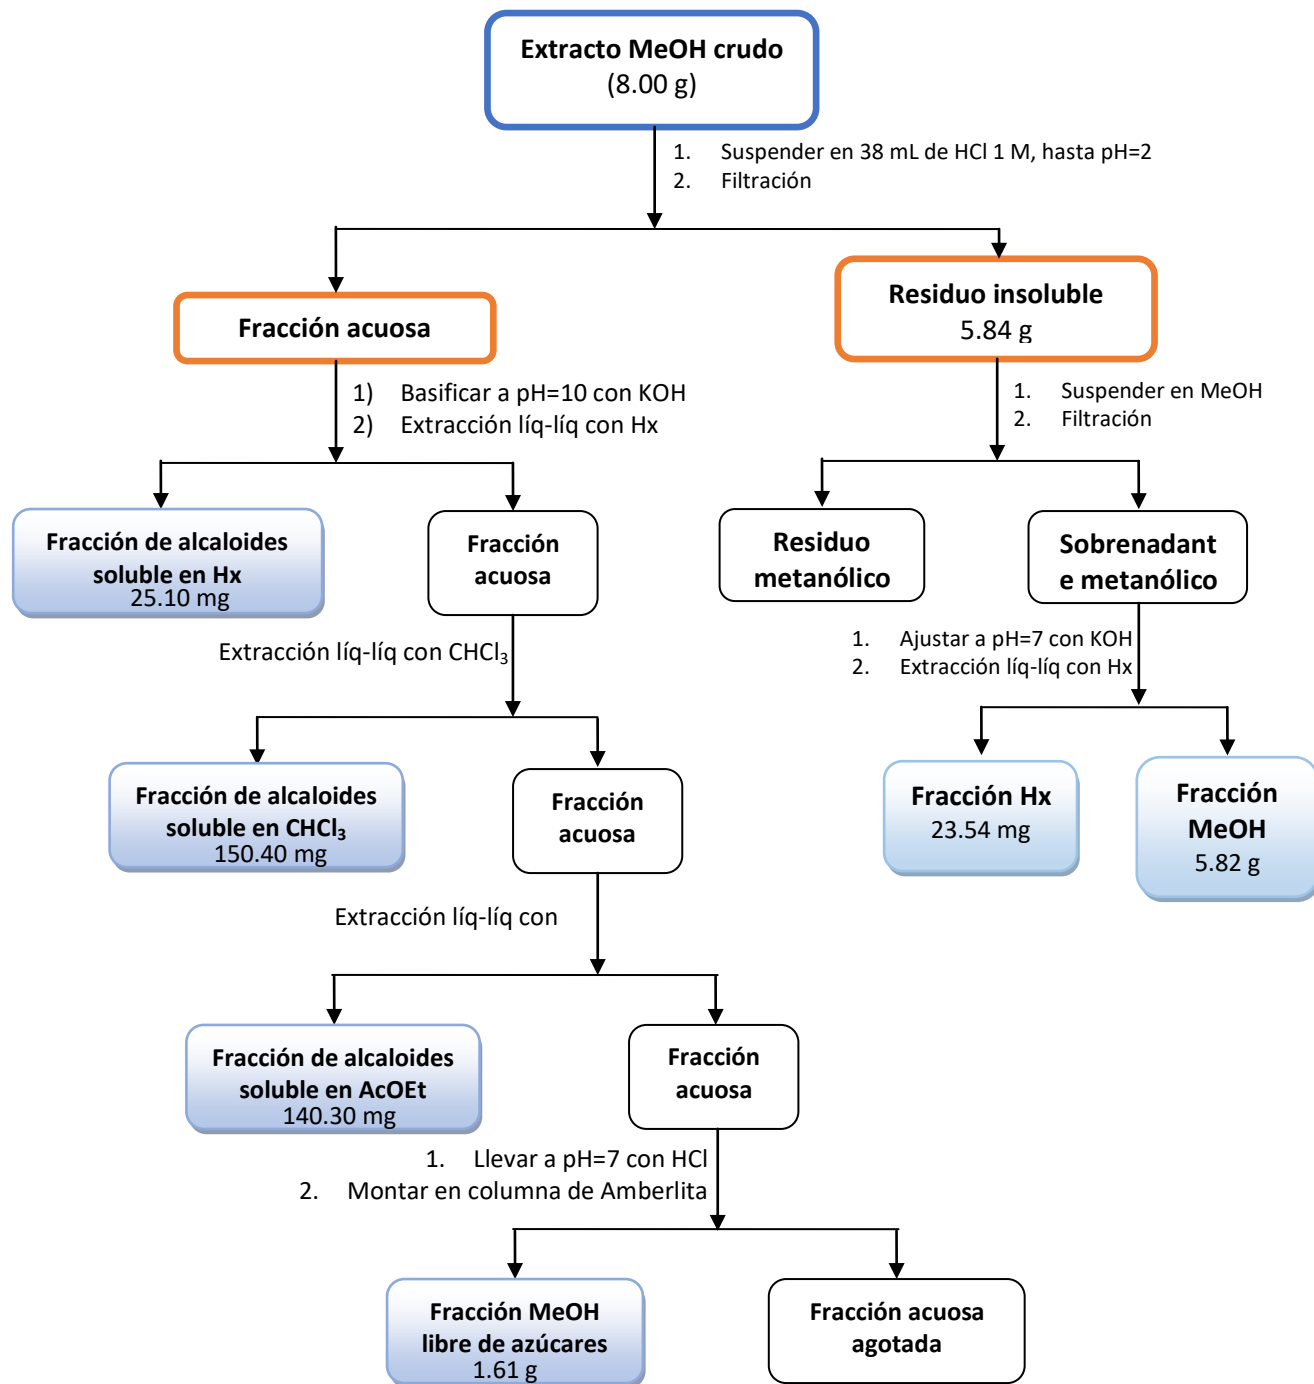 Extracto MeOH crudo
(8.00 g)
1. Suspender en 38 mL de HCl 1 M, hasta pH=2
2. Filtración
Fracción acuosa
Residuo insoluble
5.84 g
1) Basificar a pH=10 con KOH
2) Extracción líq-líq con Hx
1. Suspender en MeOH
2. Filtración
Fracción de alcaloides
soluble en Hx
25.10 mg
Fracción
acuosa
Residuo
metanólico
Sobrenadant
e metanólico
Extracción líq-líq con CHCl₃
1. Ajustar a pH=7 con KOH
2. Extracción líq-líq con Hx
Fracción de alcaloides
soluble en CHCl₃
150.40 mg
Fracción
acuosa
Fracción Hx
23.54 mg
Fracción
MeOH
5.82 g
Extracción líq-líq con
Fracción de alcaloides
soluble en AcOEt
140.30 mg
Fracción
acuosa
1. Llevar a pH=7 con HCl
2. Montar en columna de Amberlita
Fracción MeOH
libre de azúcares
1.61 g
Fracción acuosa
agotada